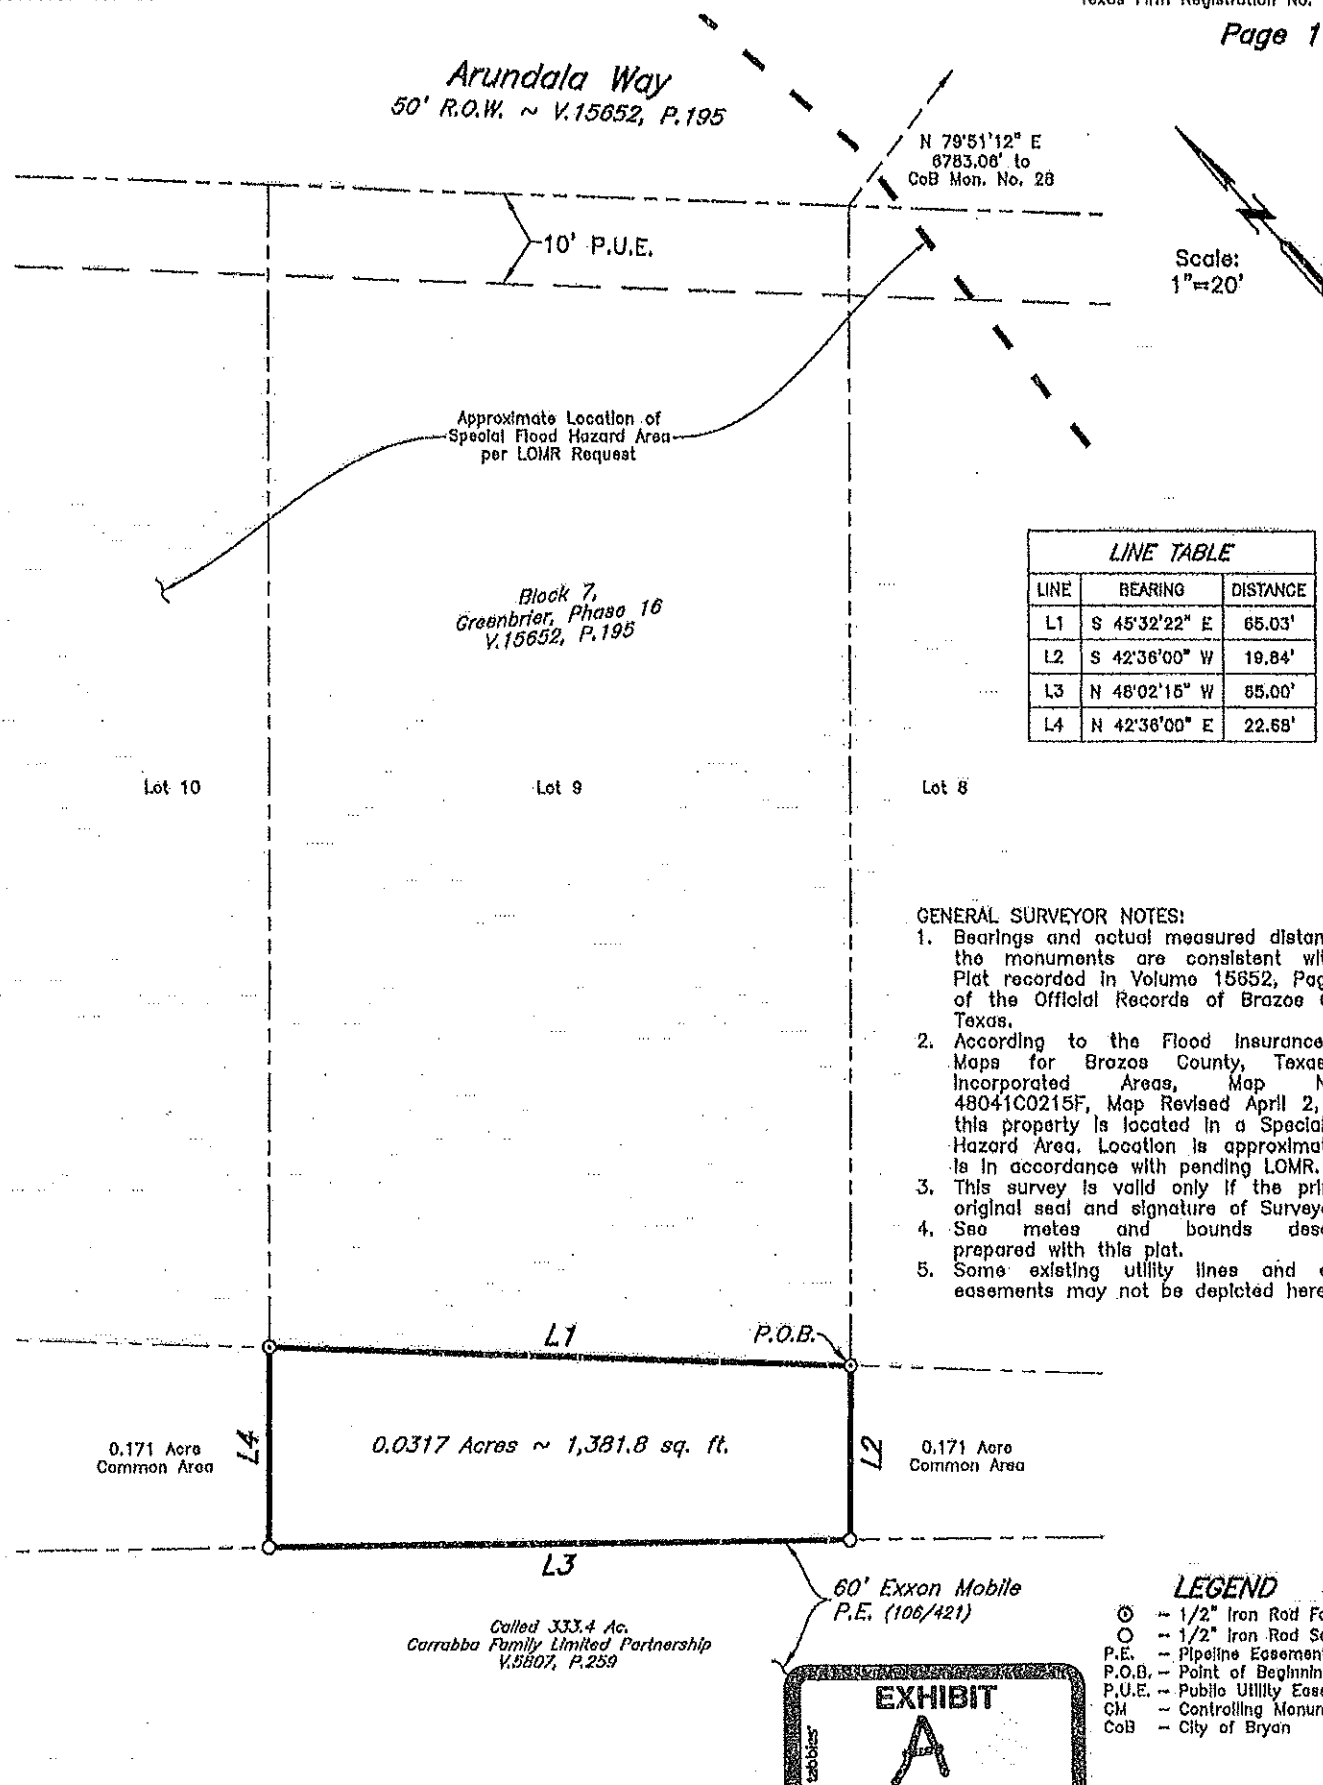 Page 1
Arundala Way
50' R.O.W. ~ V.15652, P.195
N 79°51'12" E
6783.06' to
CoB Mon. No. 28
Scale:
1"=20'
10' P.U.E.
Approximate Location of
Special Flood Hazard Area
per LOMR Request
Block 7,
Greenbrier, Phase 16
V.15652, P.195
LINE TABLE
LINE BEARING DISTANCE
L1 S 45°32'22" E 65.03'
L2 S 42°36'00" W 19.84'
L3 N 48°02'15" W 65.00'
L4 N 42°36'00" E 22.68'
Lot 10
Lot 9
Lot 8
GENERAL SURVEYOR NOTES:
1. Bearings and actual measured distan
the monuments are consistent wi
Plat recorded in Volume 15652, Pag
of the Official Records of Brazos
Texas.
2. According to the Flood Insurance
Maps for Brazos County, Texas
Incorporated Areas, Map N
48041C0215F, Map Revised April 2,
this property is located in a Special
Hazard Area. Location is approximat
is in accordance with pending LOMR.
3. This survey is valid only if the pri
original seal and signature of Survey
4. See metes and bounds des
prepared with this plat.
5. Some existing utility lines and
easements may not be depicted here
L1
P.O.B.
L4
0.0317 Acres ~ 1,381.8 sq. ft.
L2
0.171 Acre
Common Area
0.171 Acre
Common Area
L3
60' Exxon Mobile
P.E. (106/421)
Called 333.4 Ac.
Carrabba Family Limited Partnership
V.5807, P.259
LEGEND
⊙ - 1/2" Iron Rod Fo
○ - 1/2" Iron Rod Se
P.E. - Pipeline Easement
P.O.B. - Point of Beginnin
P.U.E. - Public Utility Ease
CM - Controlling Monum
CoB - City of Bryan
EXHIBIT
A
tabbies'